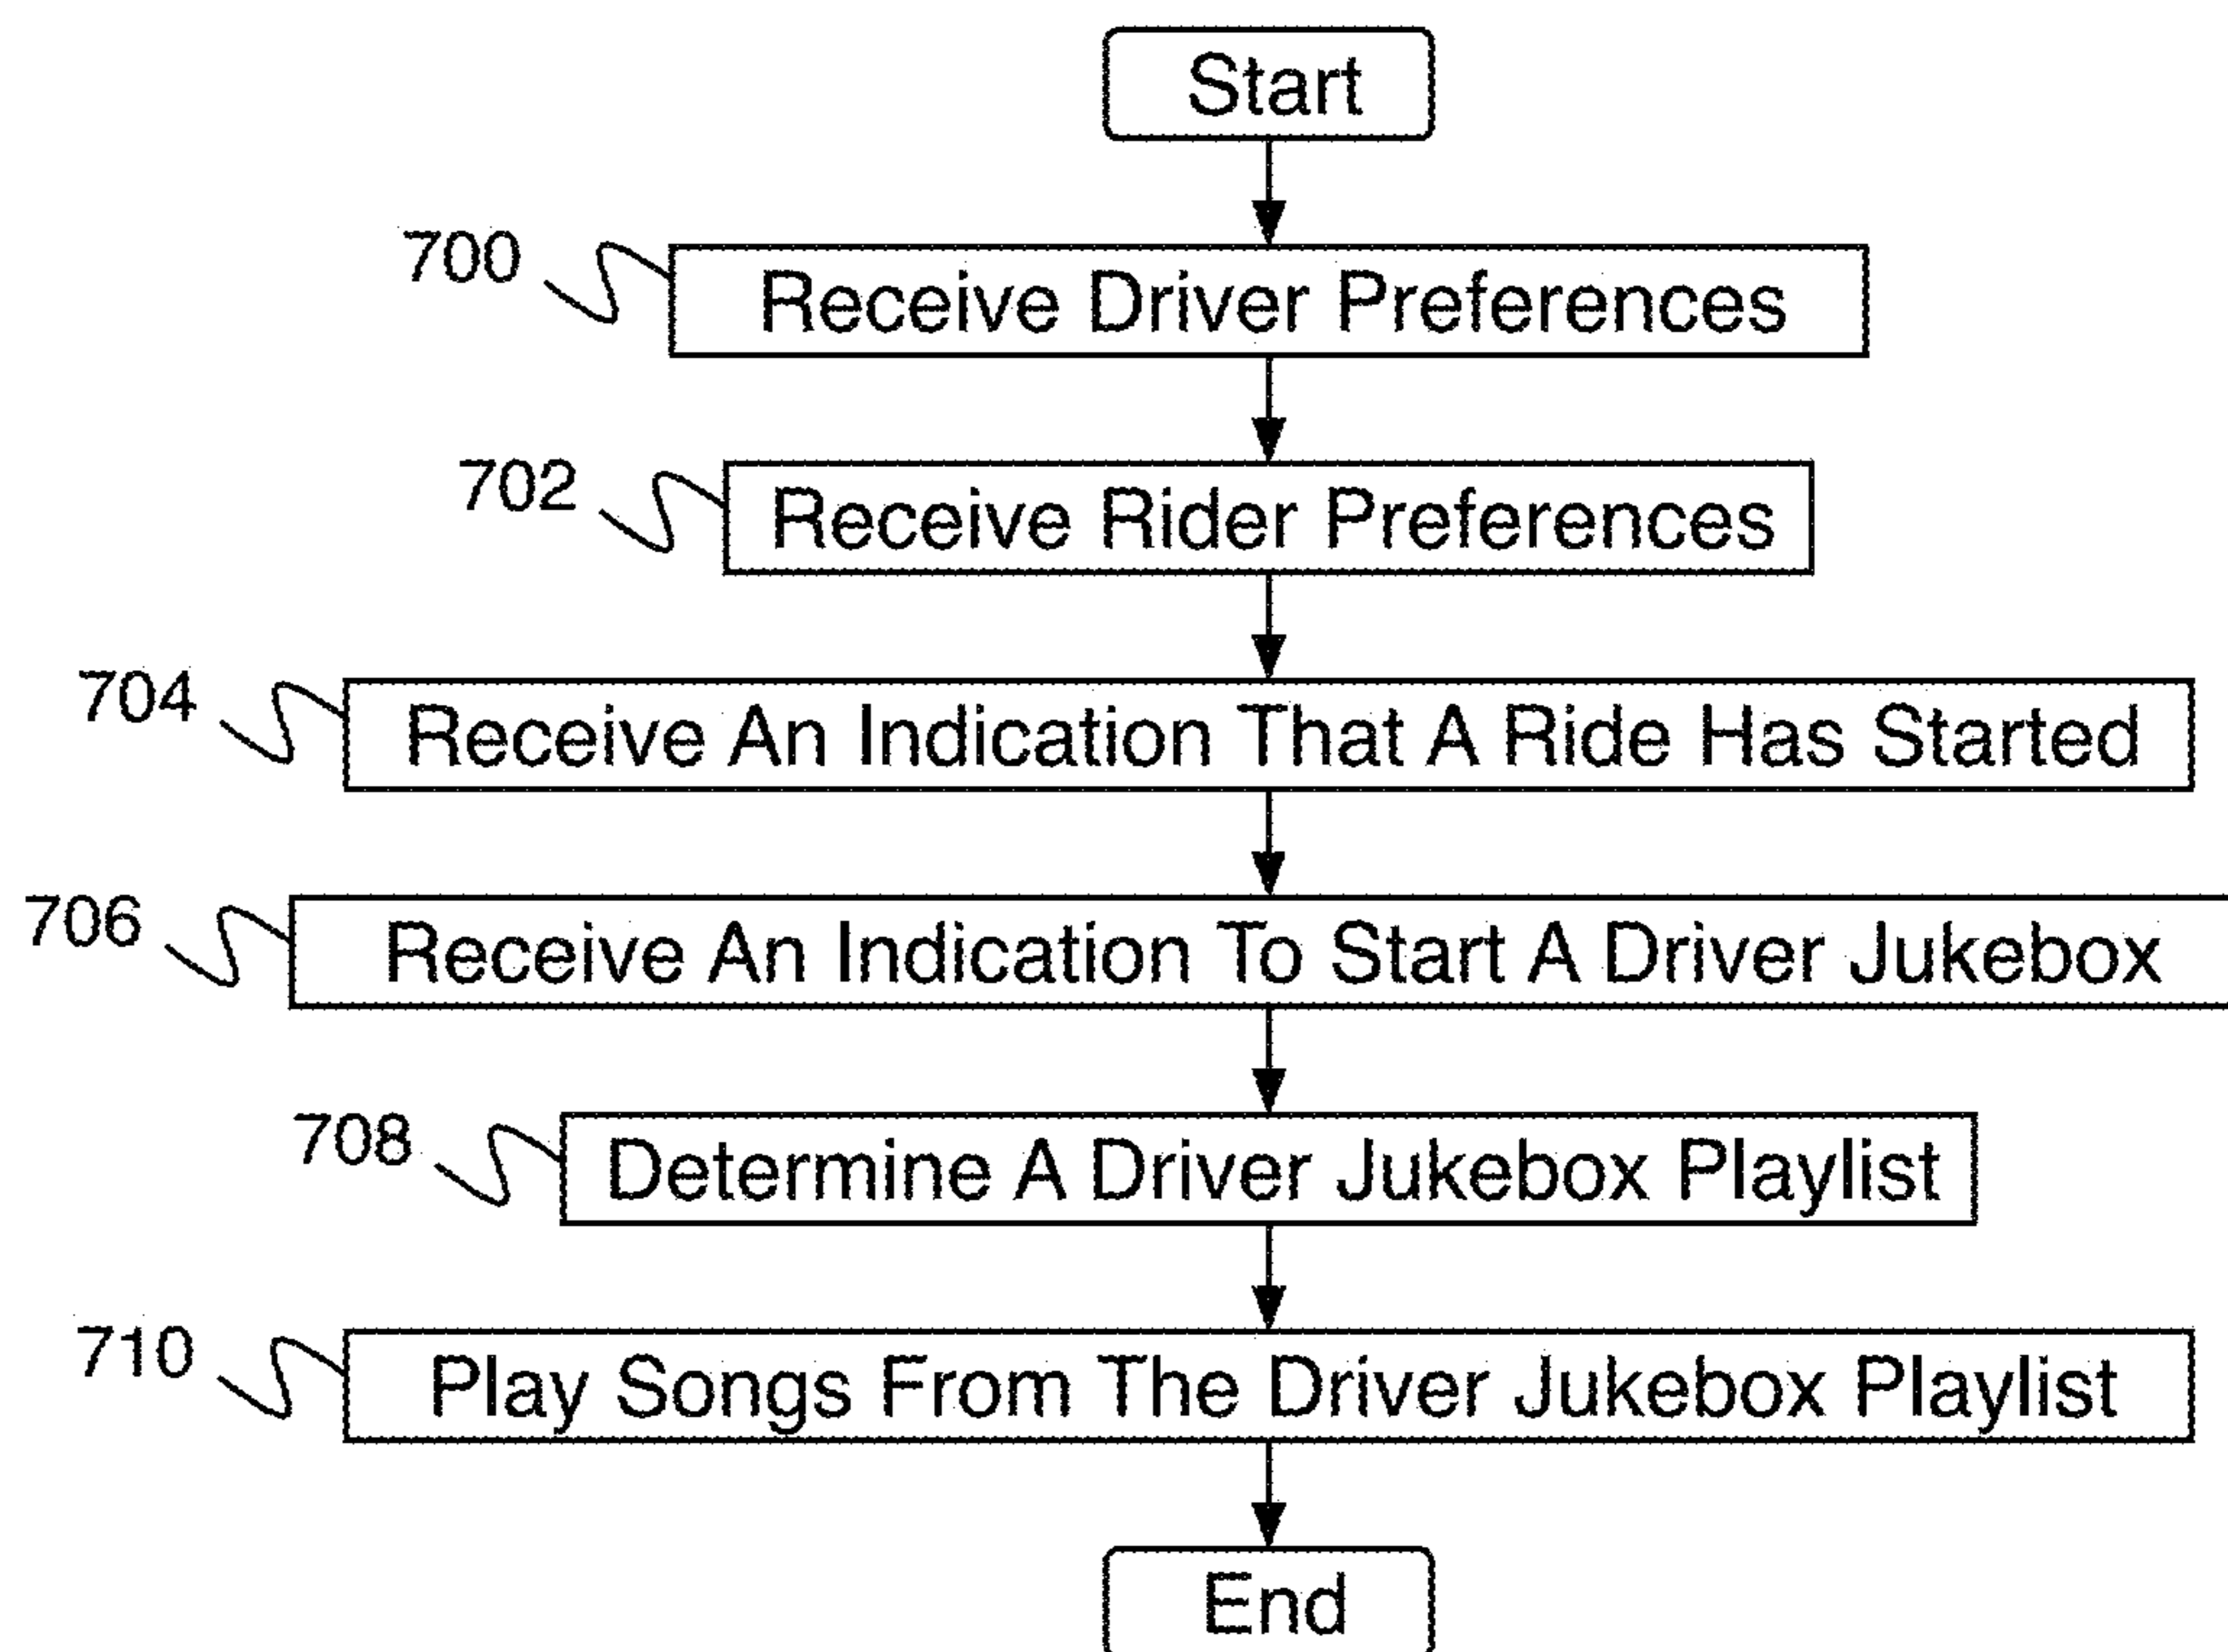 Start
700
Receive Driver Preferences
702
Receive Rider Preferences
704
Receive An Indication That A Ride Has Started
706
Receive An Indication To Start A Driver Jukebox
708
Determine A Driver Jukebox Playlist
710
Play Songs From The Driver Jukebox Playlist
End